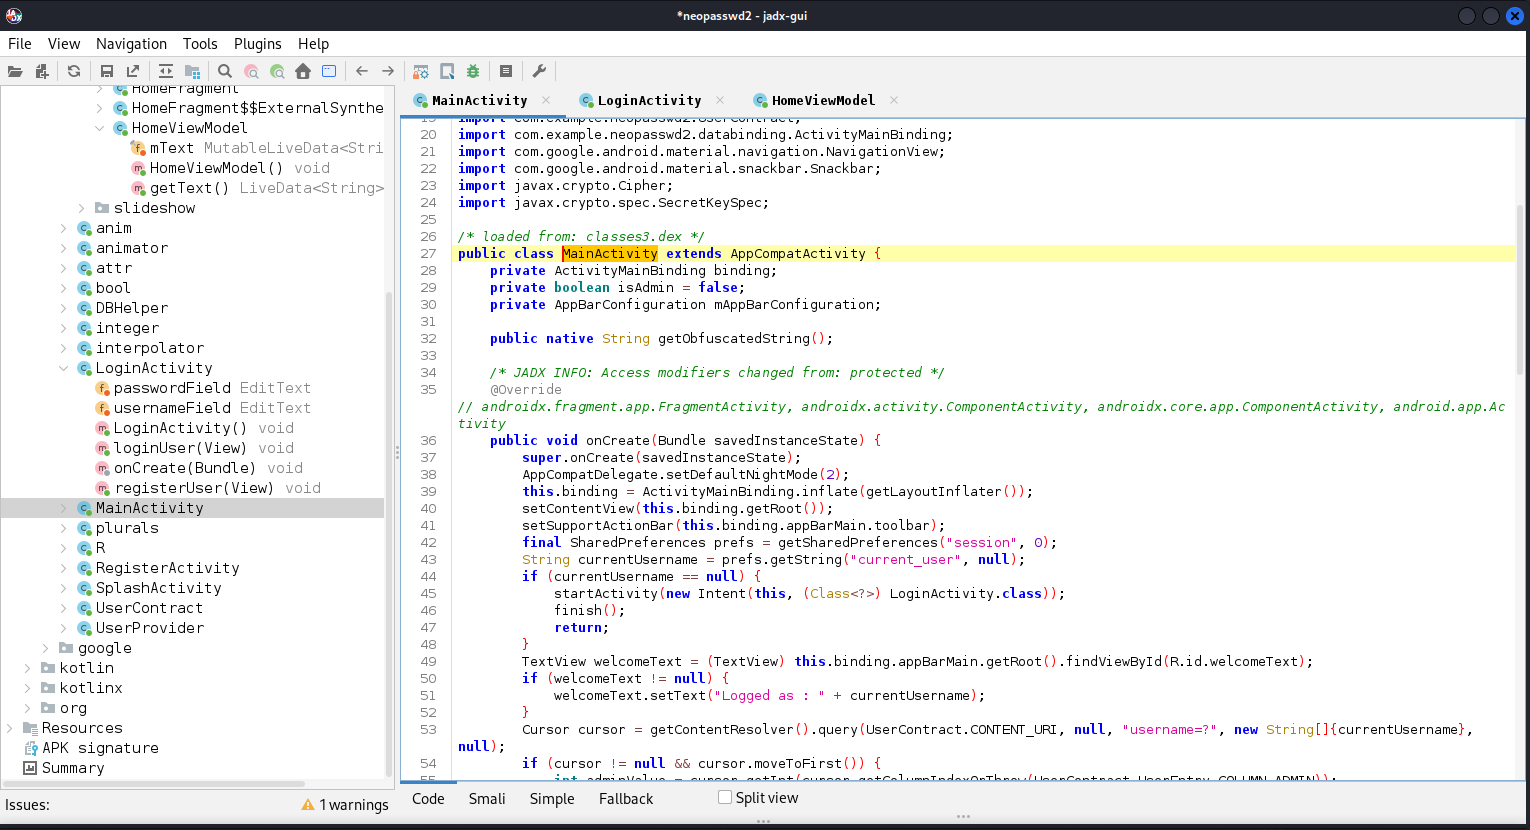 *neopasswd2 - jadx-gui
File View Navigation Tools Plugins Help
HomeFragment
HomeFragment$$ExternalSynthe
HomeViewModel
mText MutableLiveData<Stri
HomeViewModel() void
getText() LiveData<String>
slideshow
anim
animator
attr
bool
DBHelper
integer
interpolator
LoginActivity
passwordField EditText
usernameField EditText
LoginActivity() void
loginUser(View) void
onCreate(Bundle) void
registerUser(View) void
MainActivity
plurals
R
RegisterActivity
SplashActivity
UserContract
UserProvider
google
kotlin
kotlinx
org
Resources
APK signature
Summary
Issues: 1 warnings
MainActivity LoginActivity HomeViewModel
19 import com.example.neopasswd2.UserContract;
20 import com.example.neopasswd2.databinding.ActivityMainBinding;
21 import com.google.android.material.navigation.NavigationView;
22 import com.google.android.material.snackbar.Snackbar;
23 import javax.crypto.Cipher;
24 import javax.crypto.spec.SecretKeySpec;
25
26 /* loaded from: classes3.dex */
27 public class MainActivity extends AppCompatActivity {
28 private ActivityMainBinding binding;
29 private boolean isAdmin = false;
30 private AppBarConfiguration mAppBarConfiguration;
31
32 public native String getObfuscatedString();
33
34 /* JADX INFO: Access modifiers changed from: protected */
35 @Override
// androidx.fragment.app.FragmentActivity, androidx.activity.ComponentActivity, androidx.core.app.ComponentActivity, android.app.Ac
tivity
36 public void onCreate(Bundle savedInstanceState) {
37 super.onCreate(savedInstanceState);
38 AppCompatDelegate.setDefaultNightMode(2);
39 this.binding = ActivityMainBinding.inflate(getLayoutInflater());
40 setContentView(this.binding.getRoot());
41 setSupportActionBar(this.binding.appBarMain.toolbar);
42 final SharedPreferences prefs = getSharedPreferences("session", 0);
43 String currentUsername = prefs.getString("current_user", null);
44 if (currentUsername == null) {
45 startActivity(new Intent(this, (Class<?>) LoginActivity.class));
46 finish();
47 return;
48 }
49 TextView welcomeText = (TextView) this.binding.appBarMain.getRoot().findViewById(R.id.welcomeText);
50 if (welcomeText != null) {
51 welcomeText.setText("Logged as : " + currentUsername);
52 }
53 Cursor cursor = getContentResolver().query(UserContract.CONTENT_URI, null, "username=?", new String[]{currentUsername},
null);
54 if (cursor != null && cursor.moveToFirst()) {
55 int adminValue = cursor.getInt(cursor.getColumnIndexOrThrow(UserContract.UserEntry.COLUMN_ADMIN));
Code Smali Simple Fallback Split view